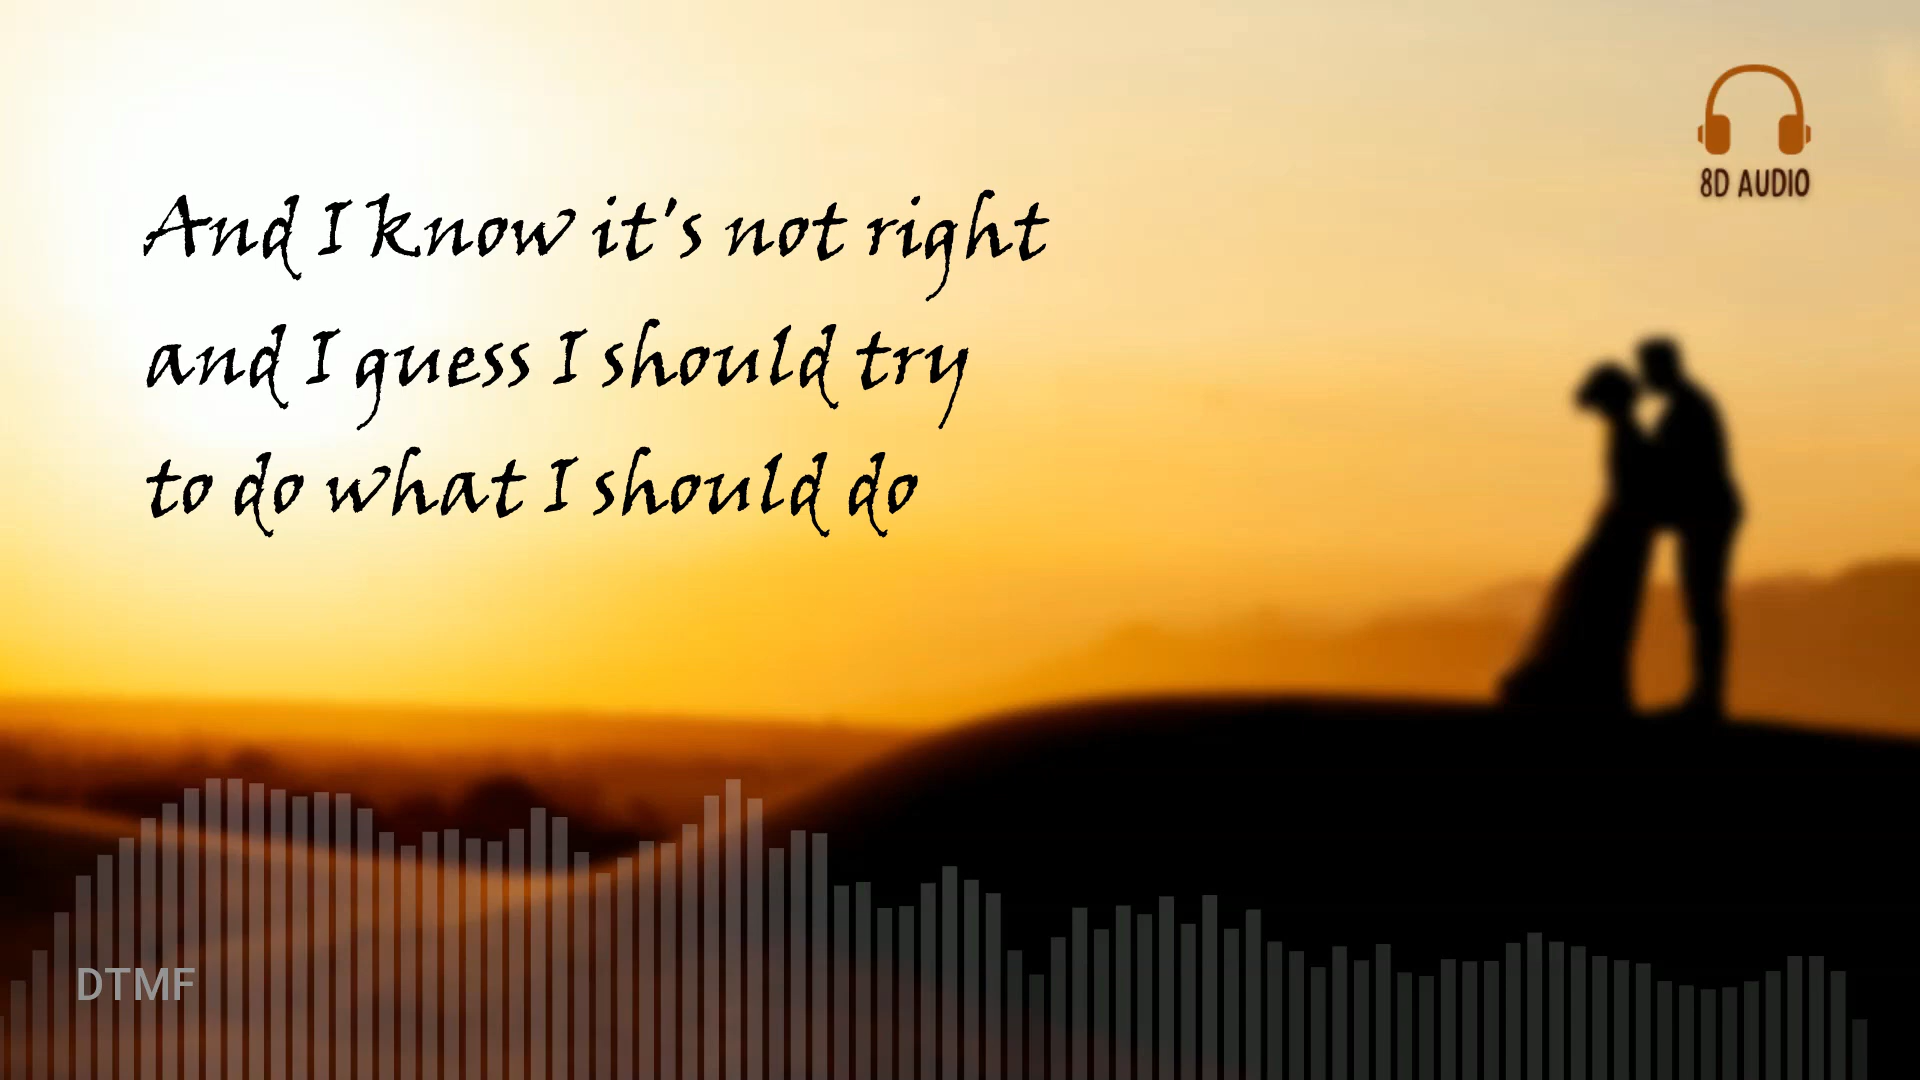 8D AUDIO
And I know it's not right
and I guess I should try
to do what I should do
DTMF